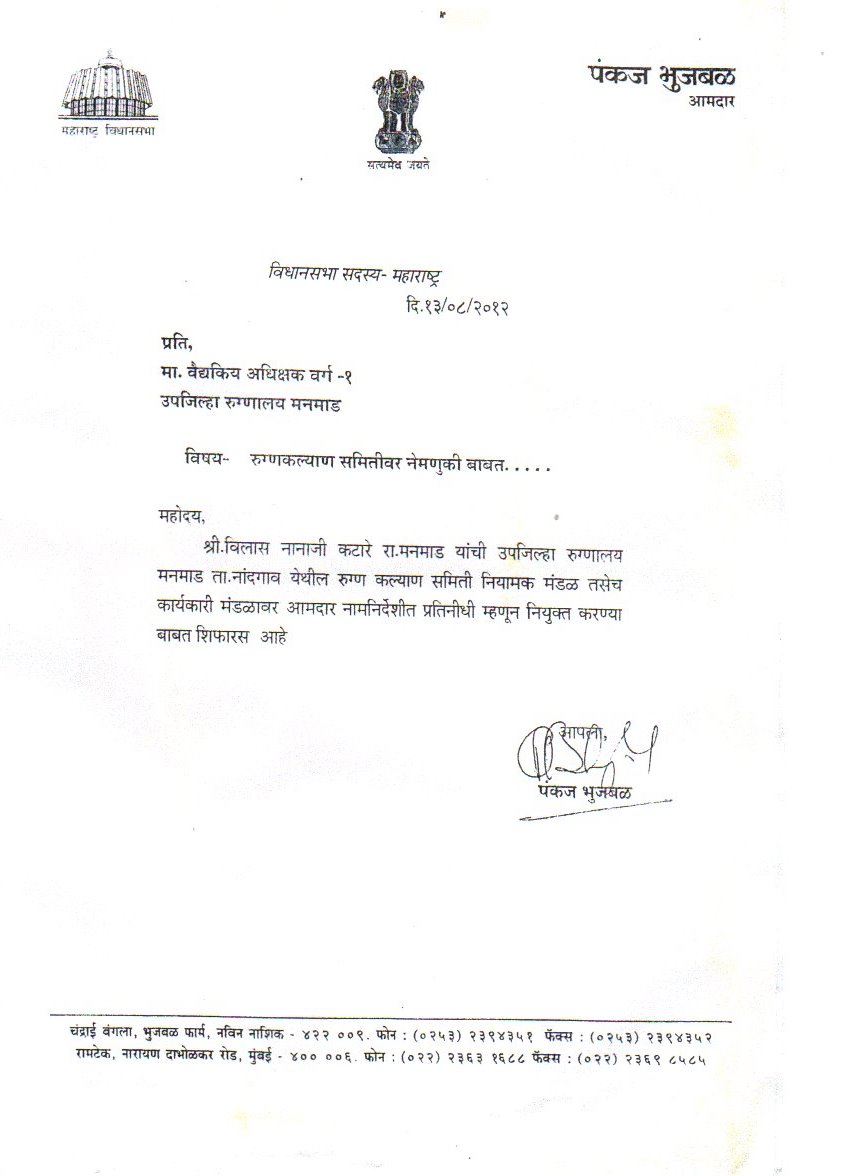 पंकज भुजबळ
आमदार
महाराष्ट्र विधानसभा
सत्यमेव जयते
विधानसभा सदस्य- महाराष्ट्र
दि.१३/०८/२०१२
प्रति,
मा. वैद्यकिय अधिक्षक वर्ग -१
उपजिल्हा रुग्णालय मनमाड
विषय- रुग्णकल्याण समितीवर नेमणुकी बाबत.....
महोदय,
श्री.विलास नानाजी कटारे रा.मनमाड यांची उपजिल्हा रुग्णालय
मनमाड ता.नांदगाव येथील रुग्ण कल्याण समिती नियामक मंडळ तसेच
कार्यकारी मंडळावर आमदार नामनिर्देशीत प्रतिनीधी म्हणून नियुक्त करण्या
बाबत शिफारस आहे
आपला,
पंकज भुजबळ
चंद्राई बंगला, भुजबळ फार्म, नविन नाशिक - ४२२ ००९. फोन : (०२५३) २३९४३५१ फॅक्स : (०२५३) २३९४३५२
रामटेक, नारायण दाभोळकर रोड, मुंबई - ४०० ००६. फोन : (०२२) २३६३ १६८८ फॅक्स : (०२२) २३६९ ८५८५